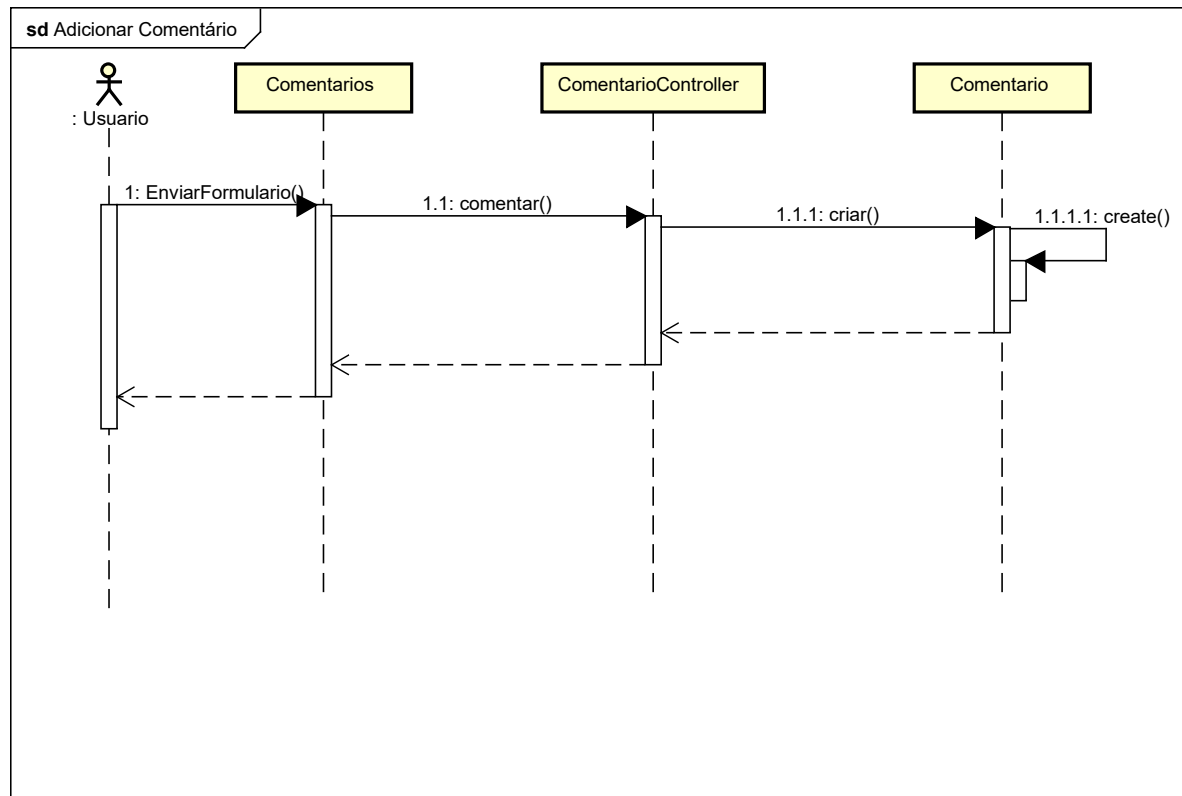 sd Adicionar Comentário
: Usuario
Comentarios
ComentarioController
Comentario
1: EnviarFormulario()
1.1: comentar()
1.1.1: criar()
1.1.1.1: create()